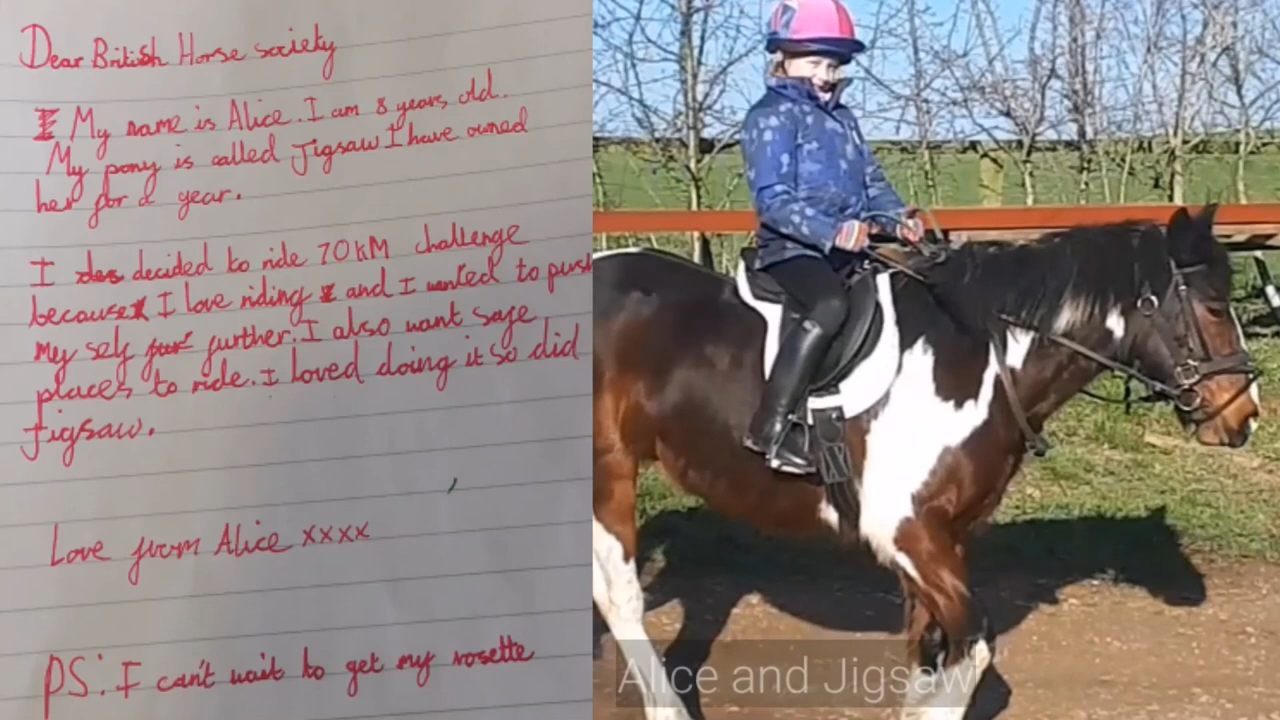 Dear British Horse society
My name is Alice. I am 8 years old.
My pony is called Jigsaw I have owned
her for a year.
I decided to ride 70KM challenge
because I love riding and I wanted to push
my self further. I also want safe
places to ride. I loved doing it so did
Jigsaw.
Love from Alice xxxx
PS: I can't wait to get my rosette
Alice and Jigsaw